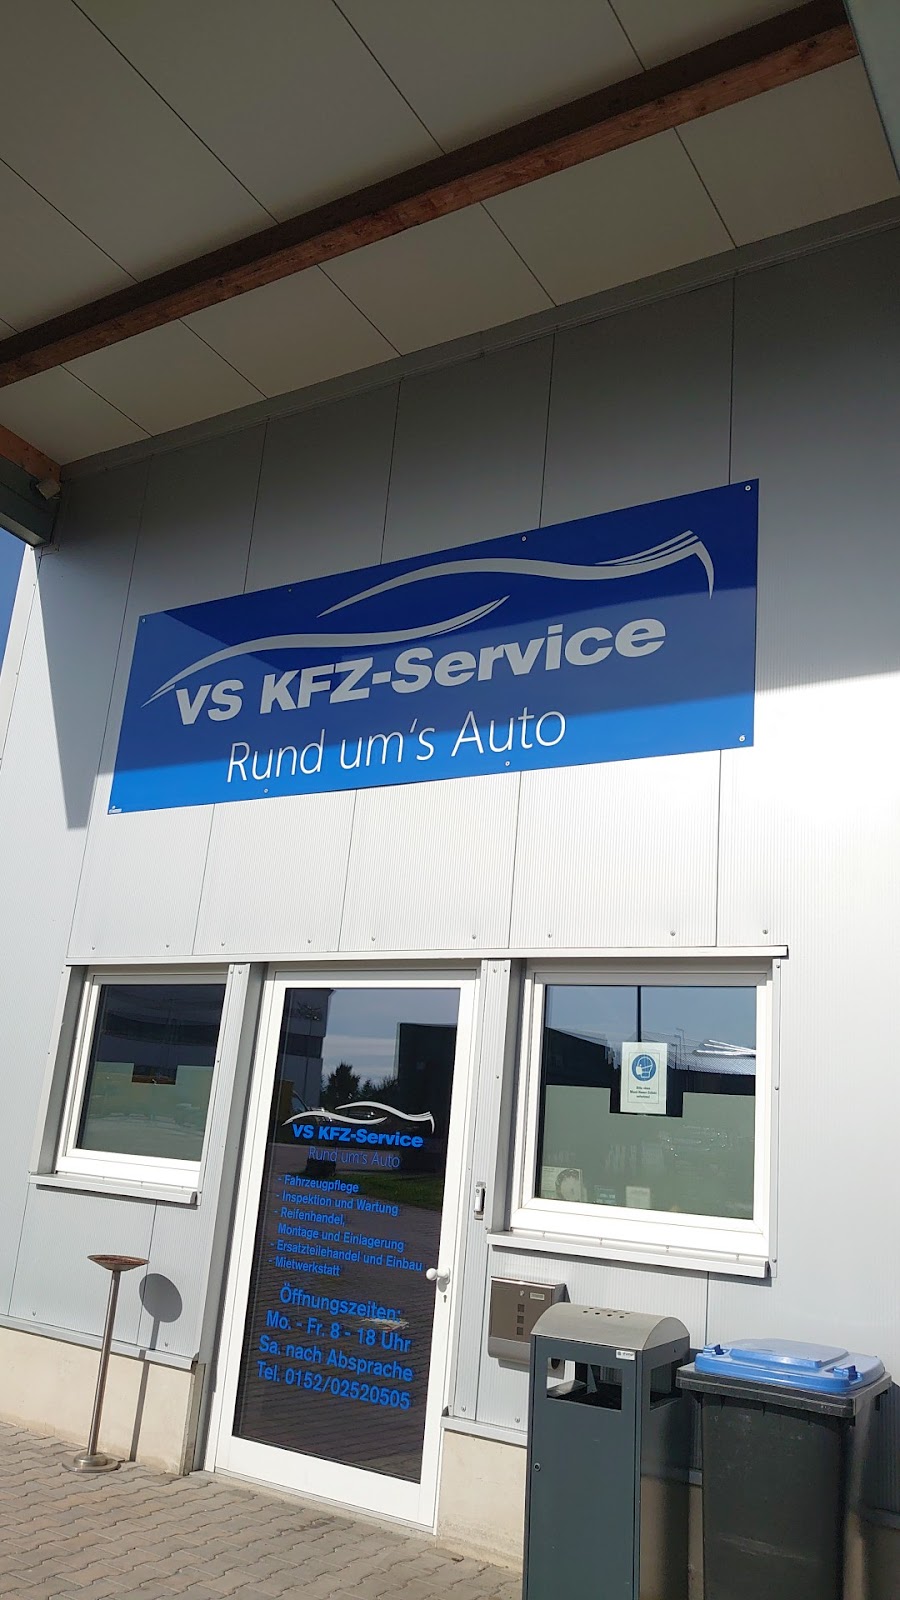 VS KFZ-Service
Rund um‘s Auto
VS KFZ-Service
Rund um's Auto
- Fahrzeugpflege
- Inspektion und Wartung
- Reifenhandel,
Montage und Einlagerung
- Ersatzteilehandel und Einbau
- Mietwerkstatt
Öffnungszeiten:
Mo. - Fr. 8 - 18 Uhr
Sa. nach Absprache
Tel. 0152/02520505